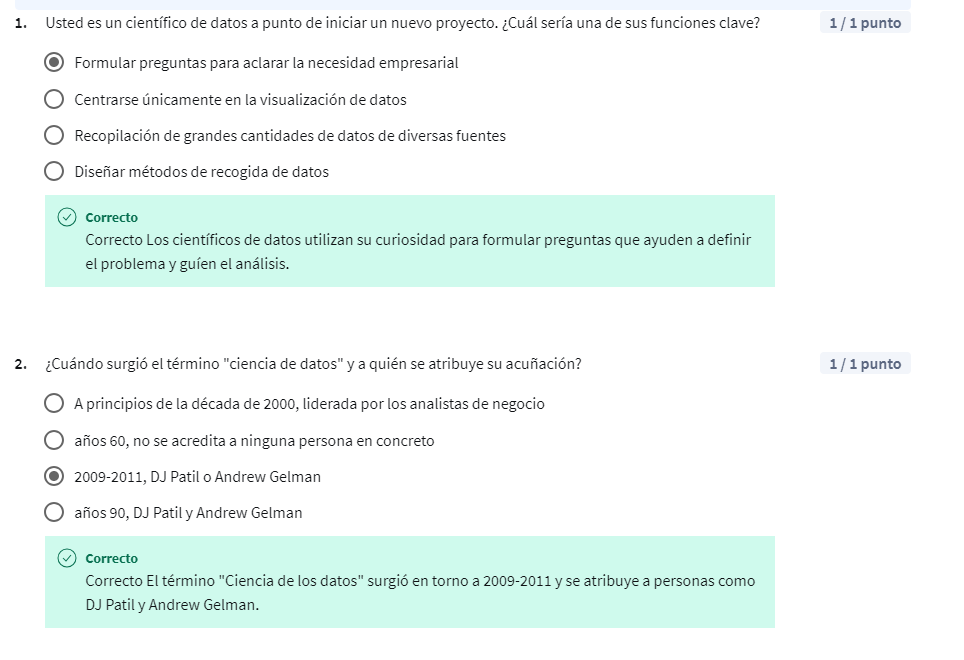 1. Usted es un científico de datos a punto de iniciar un nuevo proyecto. ¿Cuál sería una de sus funciones clave? 1 / 1 punto
Formular preguntas para aclarar la necesidad empresarial
Centrarse únicamente en la visualización de datos
Recopilación de grandes cantidades de datos de diversas fuentes
Diseñar métodos de recogida de datos
Correcto
Correcto Los científicos de datos utilizan su curiosidad para formular preguntas que ayuden a definir
el problema y guíen el análisis.
2. ¿Cuándo surgió el término "ciencia de datos" y a quién se atribuye su acuñación? 1 / 1 punto
A principios de la década de 2000, liderada por los analistas de negocio
años 60, no se acredita a ninguna persona en concreto
2009-2011, DJ Patil o Andrew Gelman
años 90, DJ Patil y Andrew Gelman
Correcto
Correcto El término "Ciencia de los datos" surgió en torno a 2009-2011 y se atribuye a personas como
DJ Patil y Andrew Gelman.